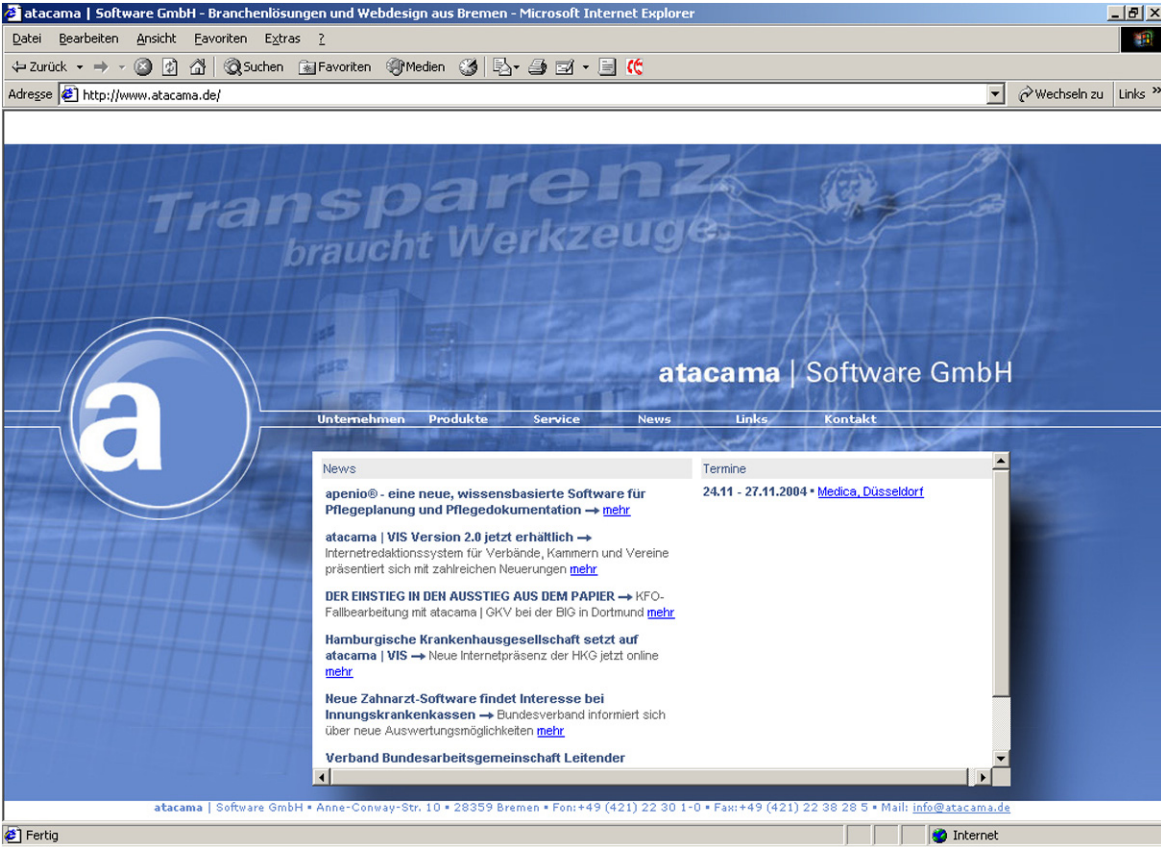 atacama | Software GmbH - Branchenlösungen und Webdesign aus Bremen - Microsoft Internet Explorer
Datei Bearbeiten Ansicht Favoriten Extras ?
Zurück Suchen Favoriten Medien
Adresse http://www.atacama.de/ Wechseln zu Links »
Transparenz
braucht Werkzeuge
atacama | Software GmbH
a
Unternehmen Produkte Service News Links Kontakt
News Termine
apenio® - eine neue, wissensbasierte Software für 24.11 - 27.11.2004 • Medica, Düsseldorf
Pflegeplanung und Pflegedokumentation → mehr
atacama | VIS Version 2.0 jetzt erhältlich →
Internetredaktionssystem für Verbände, Kammern und Vereine
präsentiert sich mit zahlreichen Neuerungen mehr
DER EINSTIEG IN DEN AUSSTIEG AUS DEM PAPIER → KFO-
Fallbearbeitung mit atacama | GKV bei der BIG in Dortmund mehr
Hamburgische Krankenhausgesellschaft setzt auf
atacama | VIS → Neue Internetpräsenz der HKG jetzt online
mehr
Neue Zahnarzt-Software findet Interesse bei
Innungskrankenkassen → Bundesverband informiert sich
über neue Auswertungsmöglichkeiten mehr
Verband Bundesarbeitsgemeinschaft Leitender
atacama | Software GmbH • Anne-Conway-Str. 10 • 28359 Bremen • Fon:+49 (421) 22 30 1-0 • Fax:+49 (421) 22 38 28 5 • Mail: info@atacama.de
Fertig Internet